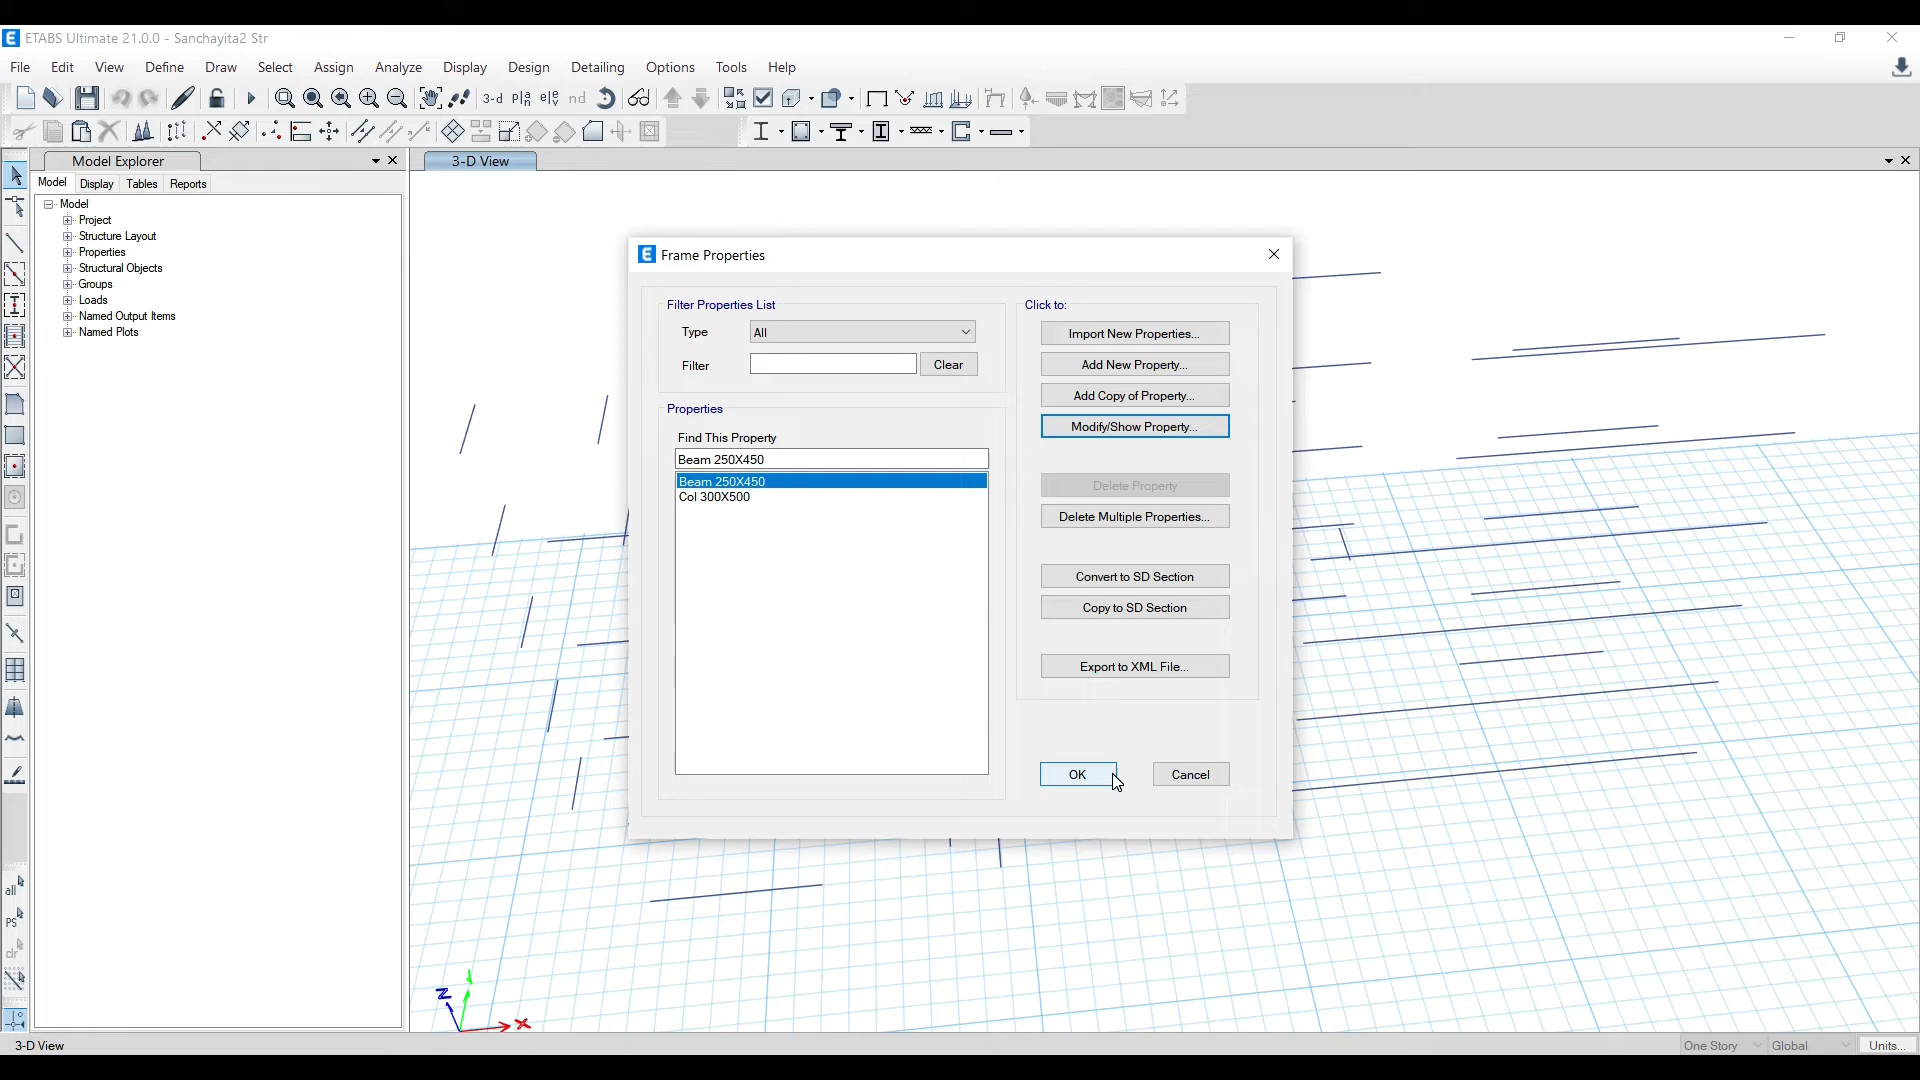 E ETABS Ultimate 21.0.0 - Sanchayita2 Str
File Edit View Define Draw Select Assign Analyze Display Design Detailing Options Tools Help
3-d
nd
Model Explorer
3-D View
Model Display Tables Reports
Model
Project
Structure Layout
Properties
Structural Objects
Groups
Loads
Named Output Items
Named Plots
E Frame Properties
Filter Properties List
Type All
Filter Clear
Properties
Find This Property
Beam 250X450
Beam 250X450
Col 300X500
Click to:
Import New Properties...
Add New Property...
Add Copy of Property...
Modify/Show Property...
Delete Property
Delete Multiple Properties...
Convert to SD Section
Copy to SD Section
Export to XML File...
OK Cancel
all
PS
clr
Z
X
3-D View
One Story Global Units...